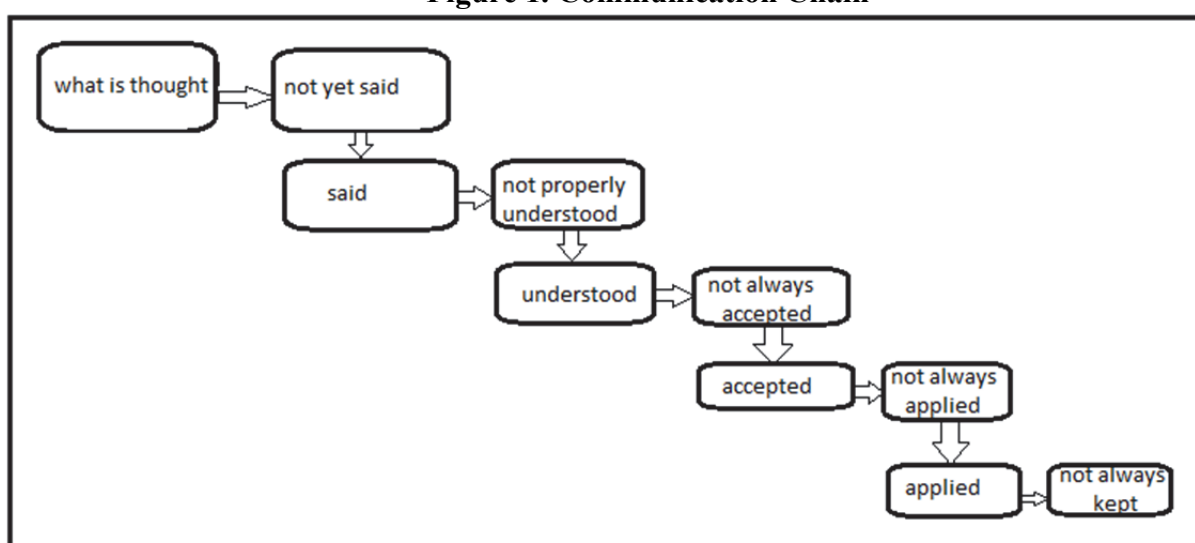 Figure 1: Communication Chain
what is thought
not yet said
said
not properly
understood
understood
not always
accepted
accepted
not always
applied
applied
not always
kept